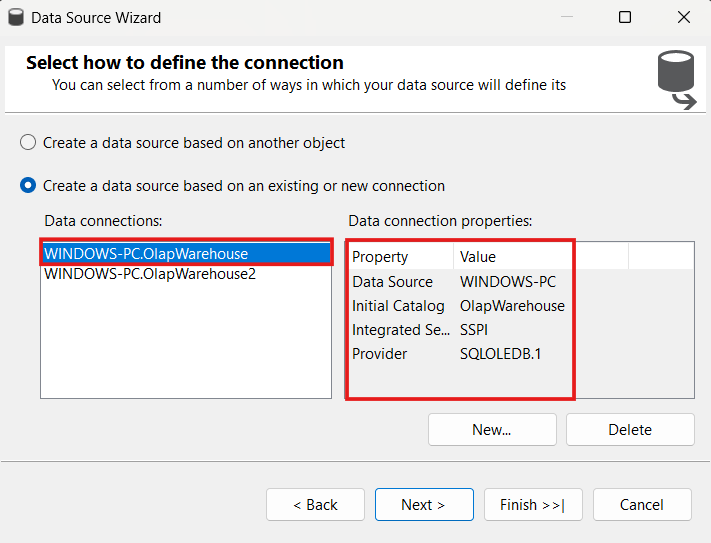 Data Source Wizard
Select how to define the connection
You can select from a number of ways in which your data source will define its
Create a data source based on another object
Create a data source based on an existing or new connection
Data connections:
Data connection properties:
WINDOWS-PC.OlapWarehouse
WINDOWS-PC.OlapWarehouse2
Property Value
Data Source WINDOWS-PC
Initial Catalog OlapWarehouse
Integrated Se... SSPI
Provider SQLOLEDB.1
New... Delete
< Back Next > Finish >>| Cancel